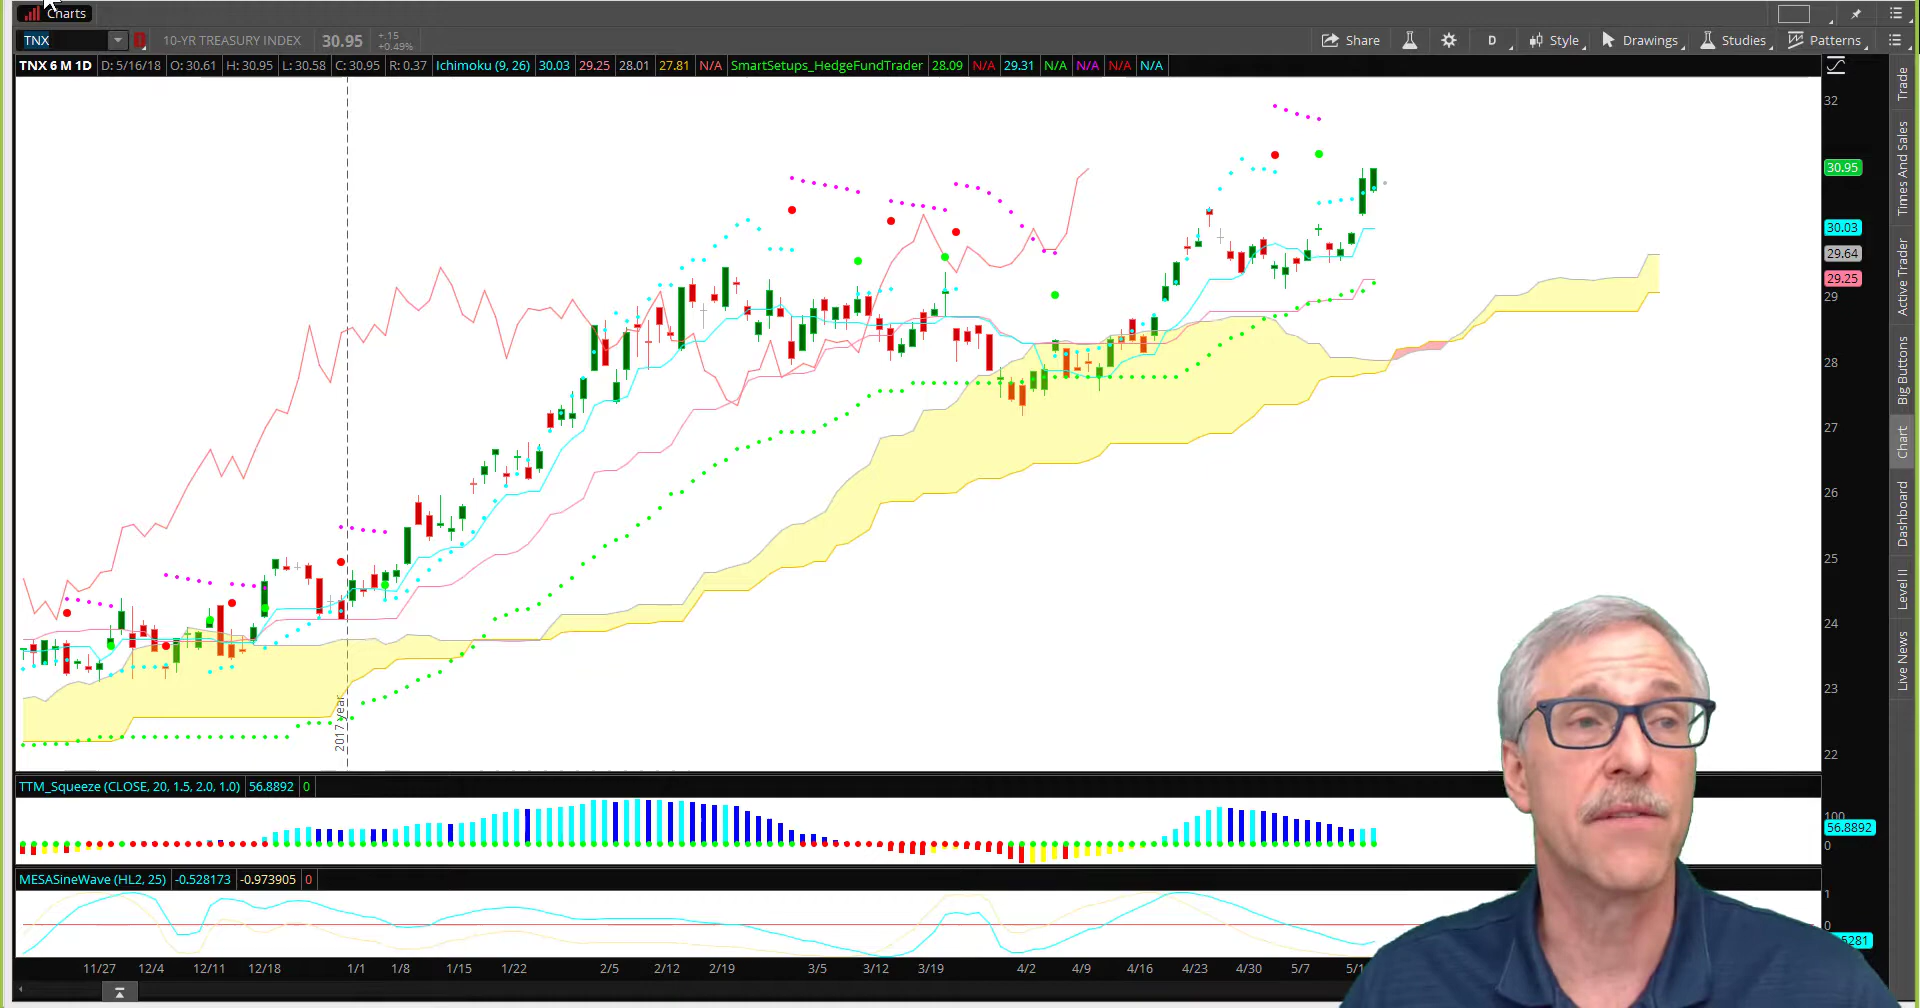 Charts
TNX 10-YR TREASURY INDEX 30.95 +.15 +0.49% Share D Style Drawings Studies Patterns
TNX 6 M 1D D: 5/16/18 O: 30.61 H: 30.95 L: 30.58 C: 30.95 R: 0.37 Ichimoku (9, 26) 30.03 29.25 28.01 27.81 N/A SmartSetups_HedgeFundTrader 28.09 N/A 29.31 N/A N/A N/A N/A
32
30.95
30.03
29.64
29.25
29
28
27
26
25
24
23
22
2017 year
Trade
Times And Sales
Active Trader
Big Buttons
Chart
Dashboard
Level II
Live News
TTM_Squeeze (CLOSE, 20, 1.5, 2.0, 1.0) 56.8892 0
100
56.8892
0
MESASineWave (HL2, 25) -0.528173 -0.973905 0
1
0
5281
11/27 12/4 12/11 12/18 1/1 1/8 1/15 1/22 2/5 2/12 2/19 3/5 3/12 3/19 4/2 4/9 4/16 4/23 4/30 5/7